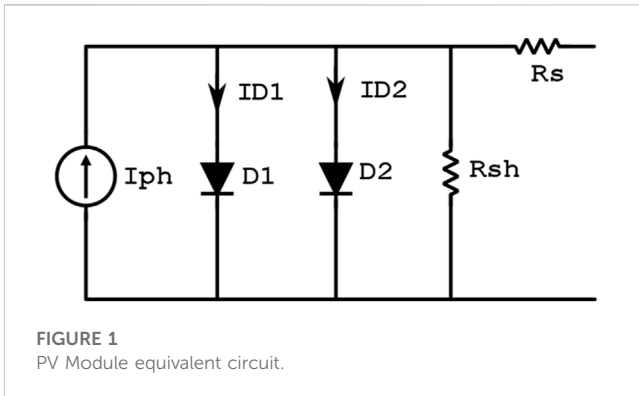 Rs
ID1
ID2
Iph
D1
D2
Rsh
FIGURE 1
PV Module equivalent circuit.